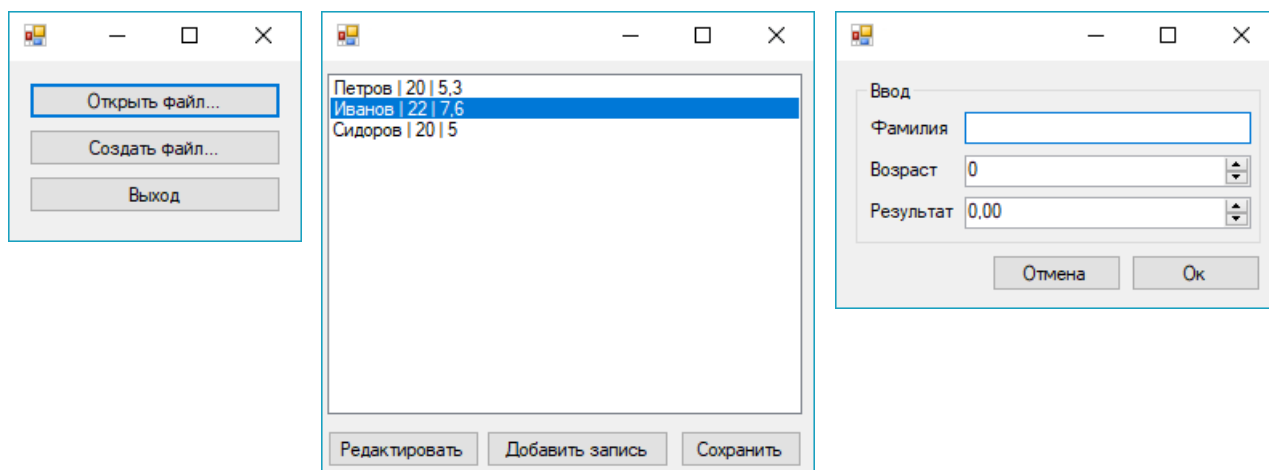 Открыть файл...
Создать файл...
Выход
Петров | 20 | 5,3
Иванов | 22 | 7,6
Сидоров | 20 | 5
Редактировать
Добавить запись
Сохранить
Ввод
Фамилия
Возраст 0
Результат 0,00
Отмена
Ок